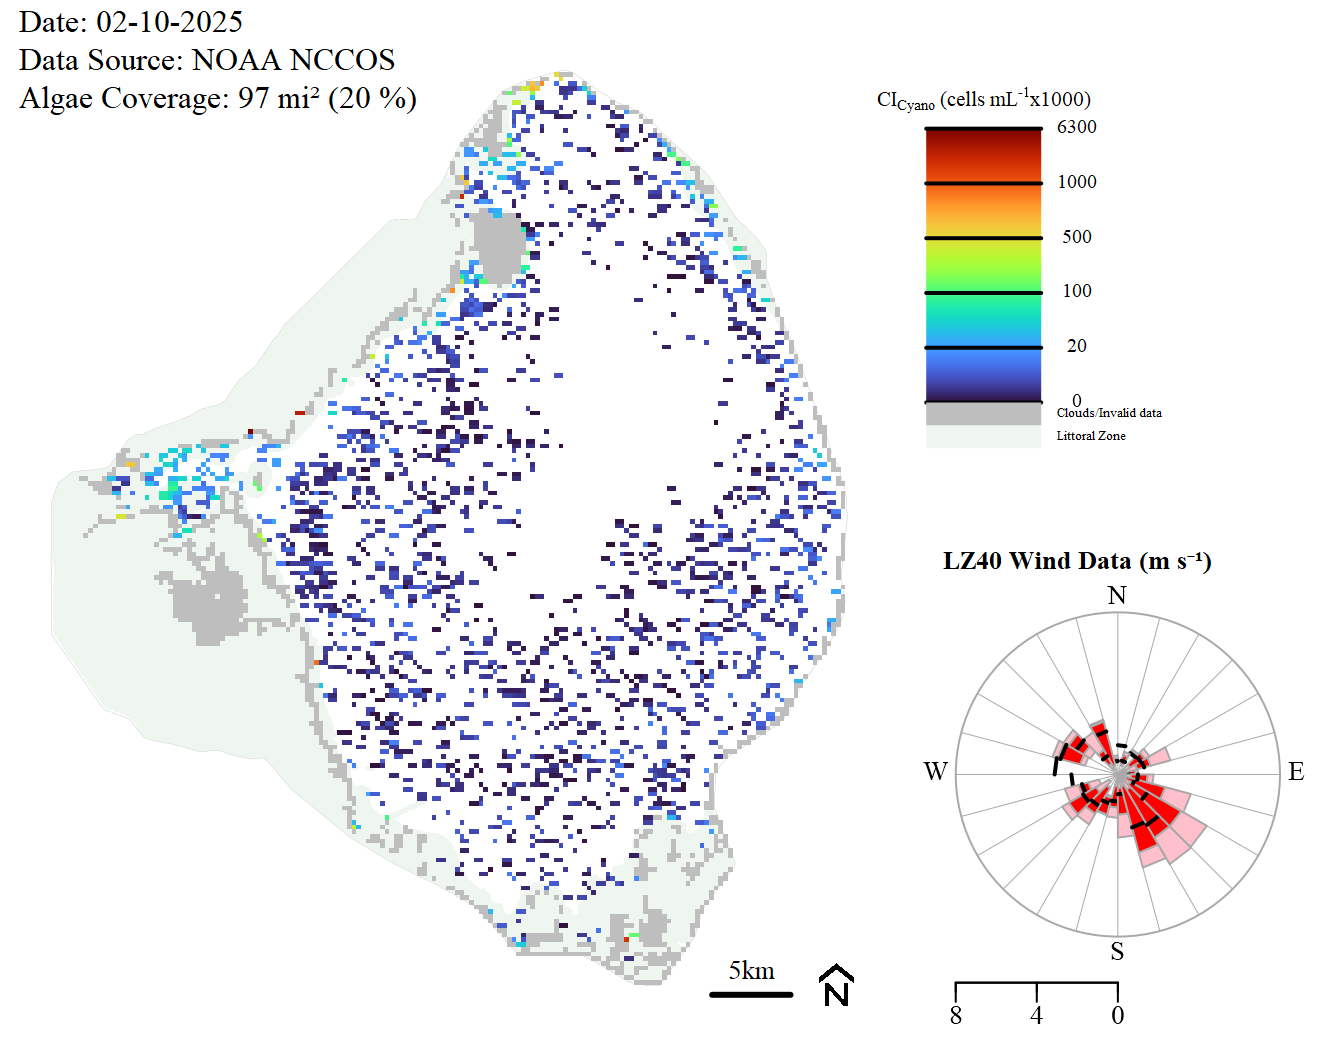 Date: 02-10-2025
Data Source: NOAA NCCOS
Algae Coverage: 97 mi² (20 %)
CICyano (cells mL⁻¹x1000)
6300
1000
500
100
20
0
Clouds/Invalid data
Littoral Zone
LZ40 Wind Data (m s⁻¹)
N
W
E
S
5km
N
8 4 0